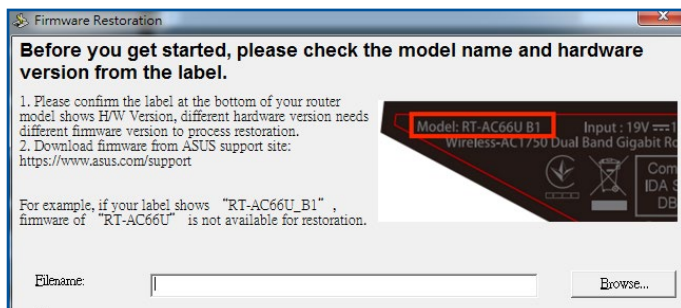 Firmware Restoration
Before you get started, please check the model name and hardware
version from the label.
1. Please confirm the label at the bottom of your router
model shows H/W Version, different hardware version needs
different firmware version to process restoration.
2. Download firmware from ASUS support site:
https://www.asus.com/support
For example, if your label shows “RT-AC66U_B1”,
firmware of “RT-AC66U” is not available for restoration.
Model: RT-AC66U B1 Input : 19V
Wireless-AC1750 Dual Band Gigabit
Com
IDA
DB
Filename:
Browse...